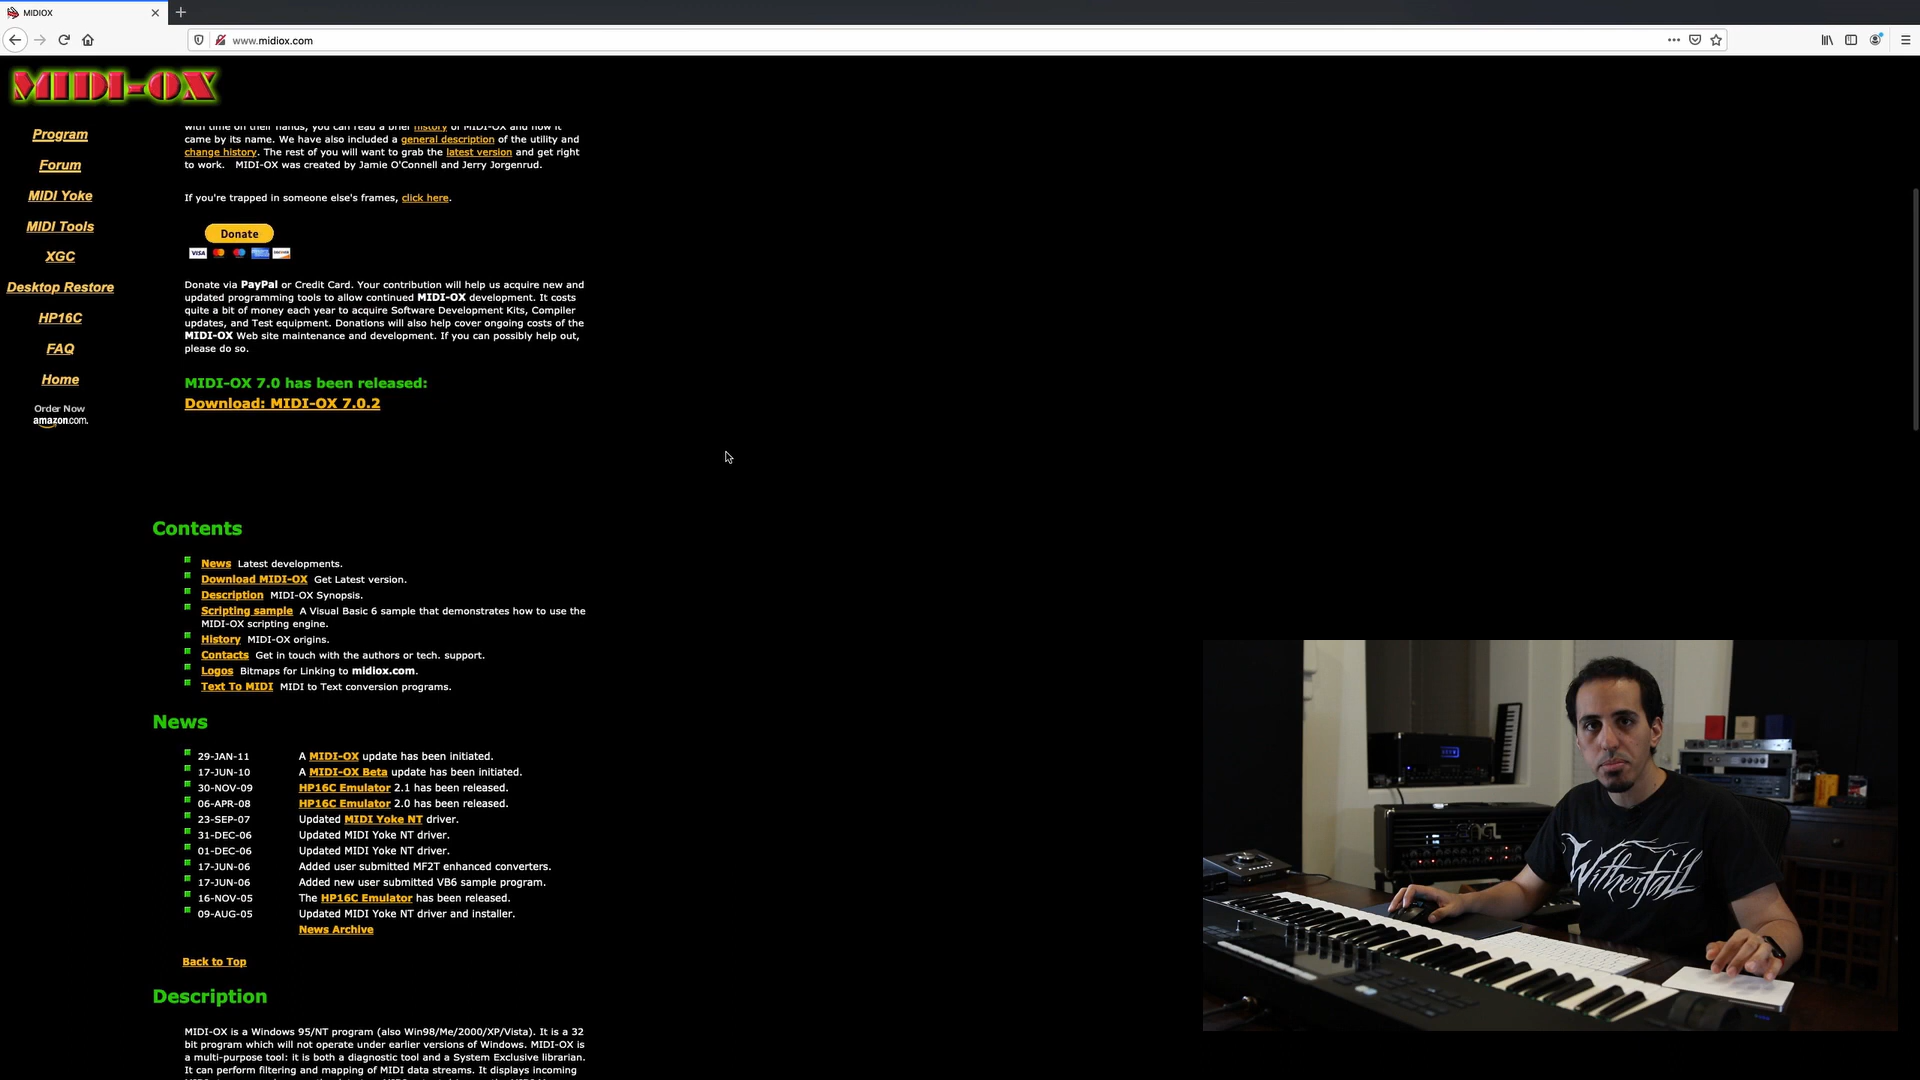 MIDIOX
www.midiox.com
MIDI-OX
Program
Forum
MIDI Yoke
MIDI Tools
XGC
Desktop Restore
HP16C
FAQ
Home
Order Now
amazon.com.
with time on their hands, you can read a brief history of MIDI-OX and how it
came by its name. We have also included a general description of the utility and
change history. The rest of you will want to grab the latest version and get right
to work. MIDI-OX was created by Jamie O'Connell and Jerry Jorgenrud.
If you're trapped in someone else's frames, click here.
Donate
VISA
Donate via PayPal or Credit Card. Your contribution will help us acquire new and
updated programming tools to allow continued MIDI-OX development. It costs
quite a bit of money each year to acquire Software Development Kits, Compiler
updates, and Test equipment. Donations will also help cover ongoing costs of the
MIDI-OX Web site maintenance and development. If you can possibly help out,
please do so.
MIDI-OX 7.0 has been released:
Download: MIDI-OX 7.0.2
Contents
News Latest developments.
Download MIDI-OX Get Latest version.
Description MIDI-OX Synopsis.
Scripting sample A Visual Basic 6 sample that demonstrates how to use the
MIDI-OX scripting engine.
History MIDI-OX origins.
Contacts Get in touch with the authors or tech. support.
Logos Bitmaps for Linking to midiox.com.
Text To MIDI MIDI to Text conversion programs.
News
29-JAN-11 A MIDI-OX update has been initiated.
17-JUN-10 A MIDI-OX Beta update has been initiated.
30-NOV-09 HP16C Emulator 2.1 has been released.
06-APR-08 HP16C Emulator 2.0 has been released.
23-SEP-07 Updated MIDI Yoke NT driver.
31-DEC-06 Updated MIDI Yoke NT driver.
01-DEC-06 Updated MIDI Yoke NT driver.
17-JUN-06 Added user submitted MF2T enhanced converters.
17-JUN-06 Added new user submitted VB6 sample program.
16-NOV-05 The HP16C Emulator has been released.
09-AUG-05 Updated MIDI Yoke NT driver and installer.
News Archive
Back to Top
Description
MIDI-OX is a Windows 95/NT program (also Win98/Me/2000/XP/Vista). It is a 32
bit program which will not operate under earlier versions of Windows. MIDI-OX is
a multi-purpose tool: it is both a diagnostic tool and a System Exclusive librarian.
It can perform filtering and mapping of MIDI data streams. It displays incoming
Witherfall